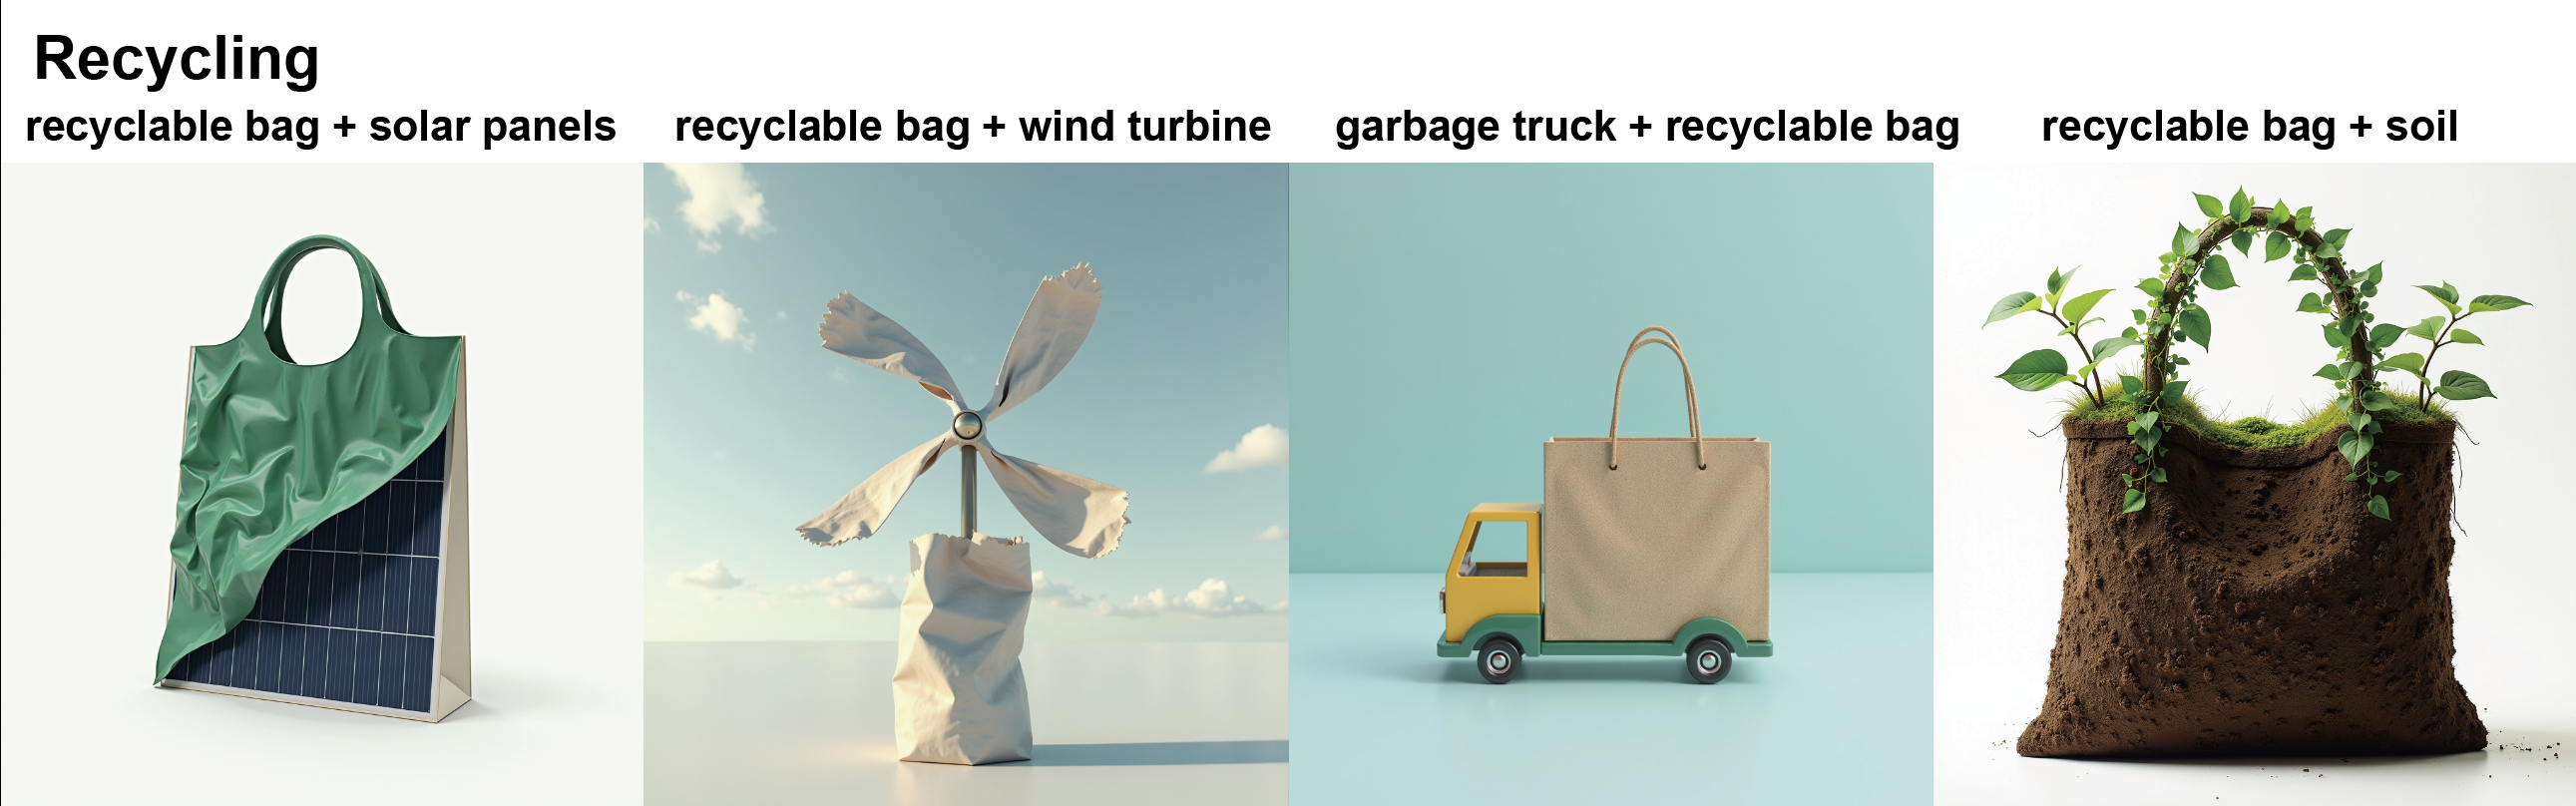 Recycling
recyclable bag + solar panels
recyclable bag + wind turbine
garbage truck + recyclable bag
recyclable bag + soil